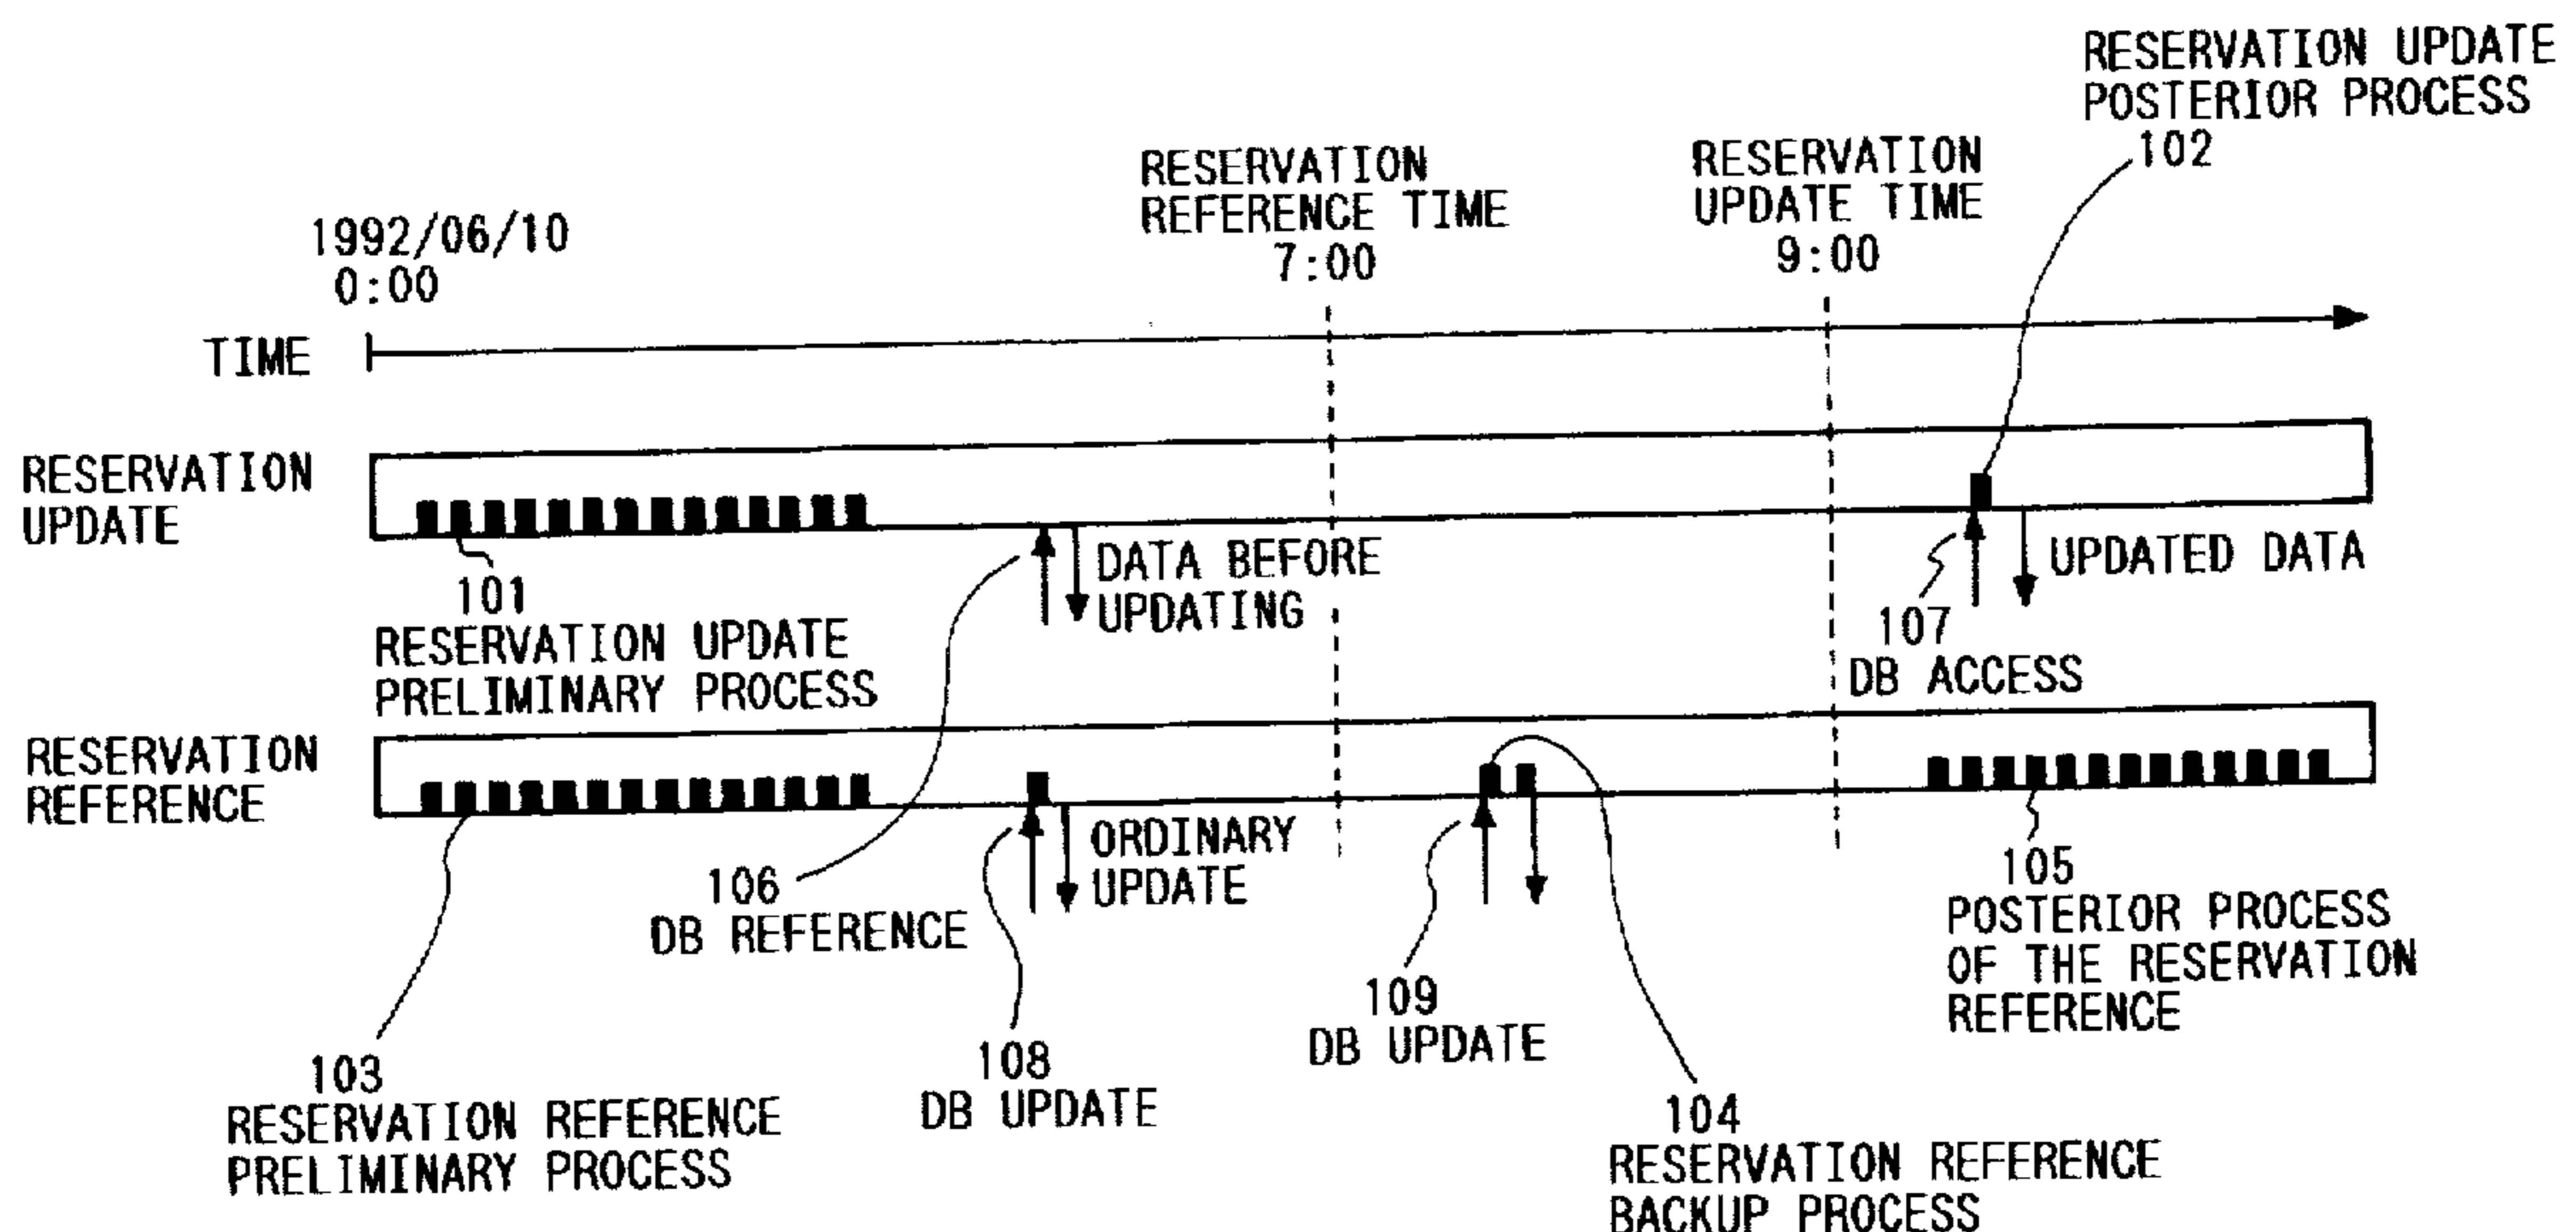 RESERVATION UPDATE
POSTERIOR PROCESS
102
RESERVATION
REFERENCE TIME
7:00
RESERVATION
UPDATE TIME
9:00
1992/06/10
0:00
TIME
RESERVATION
UPDATE
101
RESERVATION UPDATE
PRELIMINARY PROCESS
DATA BEFORE
UPDATING
107
DB ACCESS
UPDATED DATA
RESERVATION
REFERENCE
106
DB REFERENCE
ORDINARY
UPDATE
105
POSTERIOR PROCESS
OF THE RESERVATION
REFERENCE
103
RESERVATION REFERENCE
PRELIMINARY PROCESS
108
DB UPDATE
109
DB UPDATE
104
RESERVATION REFERENCE
BACKUP PROCESS